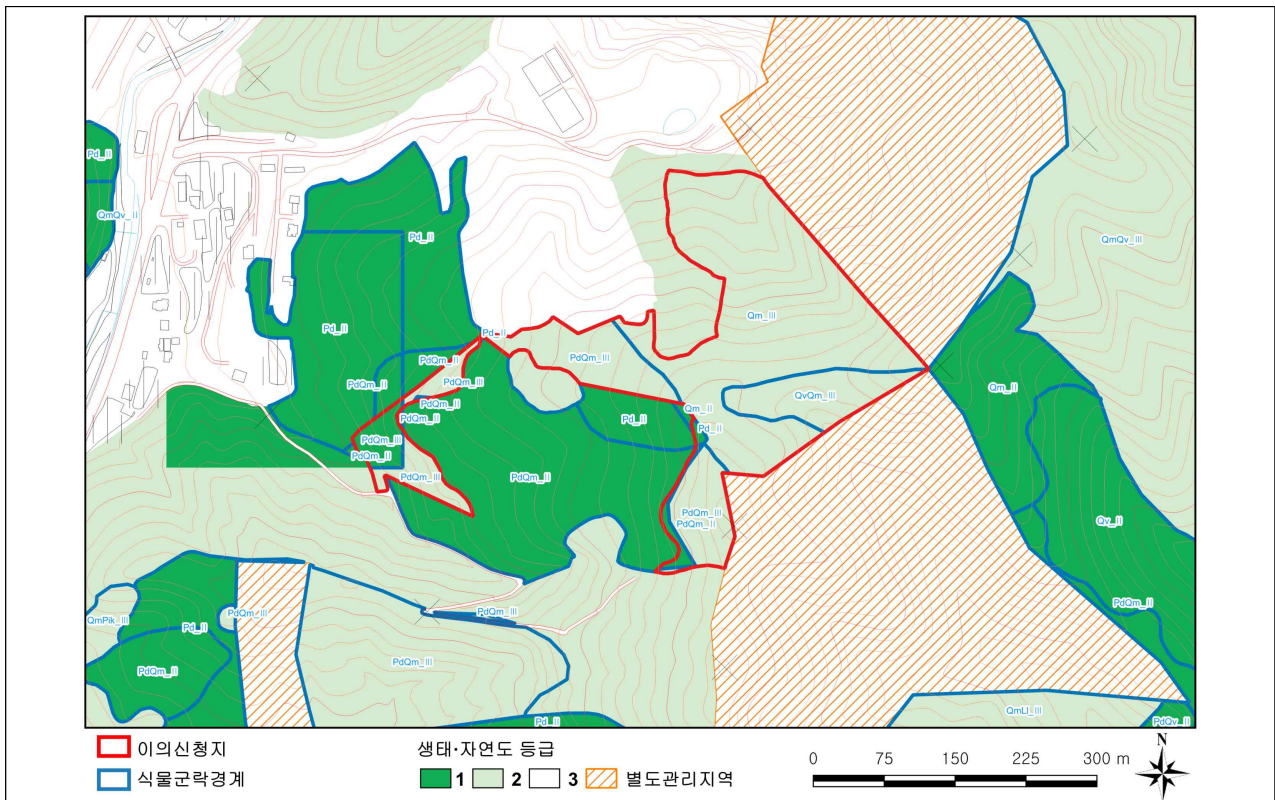 Pd_II
QmQv_II
Pd_II
QmQv_III
Qm_III
Pd_II
Pd_II
PdQm_II
PdQm_III
PdQm_III
PdQm_II
QvQm_III
Qm_II
PdQm_II
PdQm_II
Pd_II
Qm_II
Pd_II
PdQm_III
PdQm_II
PdQm_III
PdQm_II
PdQm_III
PdQm_II
Qv_II
PdQm_II
PdQm_III
PdQm_III
QmPik_III
Pd_II
PdQm_III
PdQm_II
QmLl_III
Pd_II
PdQv_II
이의신청지
식물군락경계
생태·자연도 등급
1 2 3 별도관리지역
0 75 150 225 300 m
N